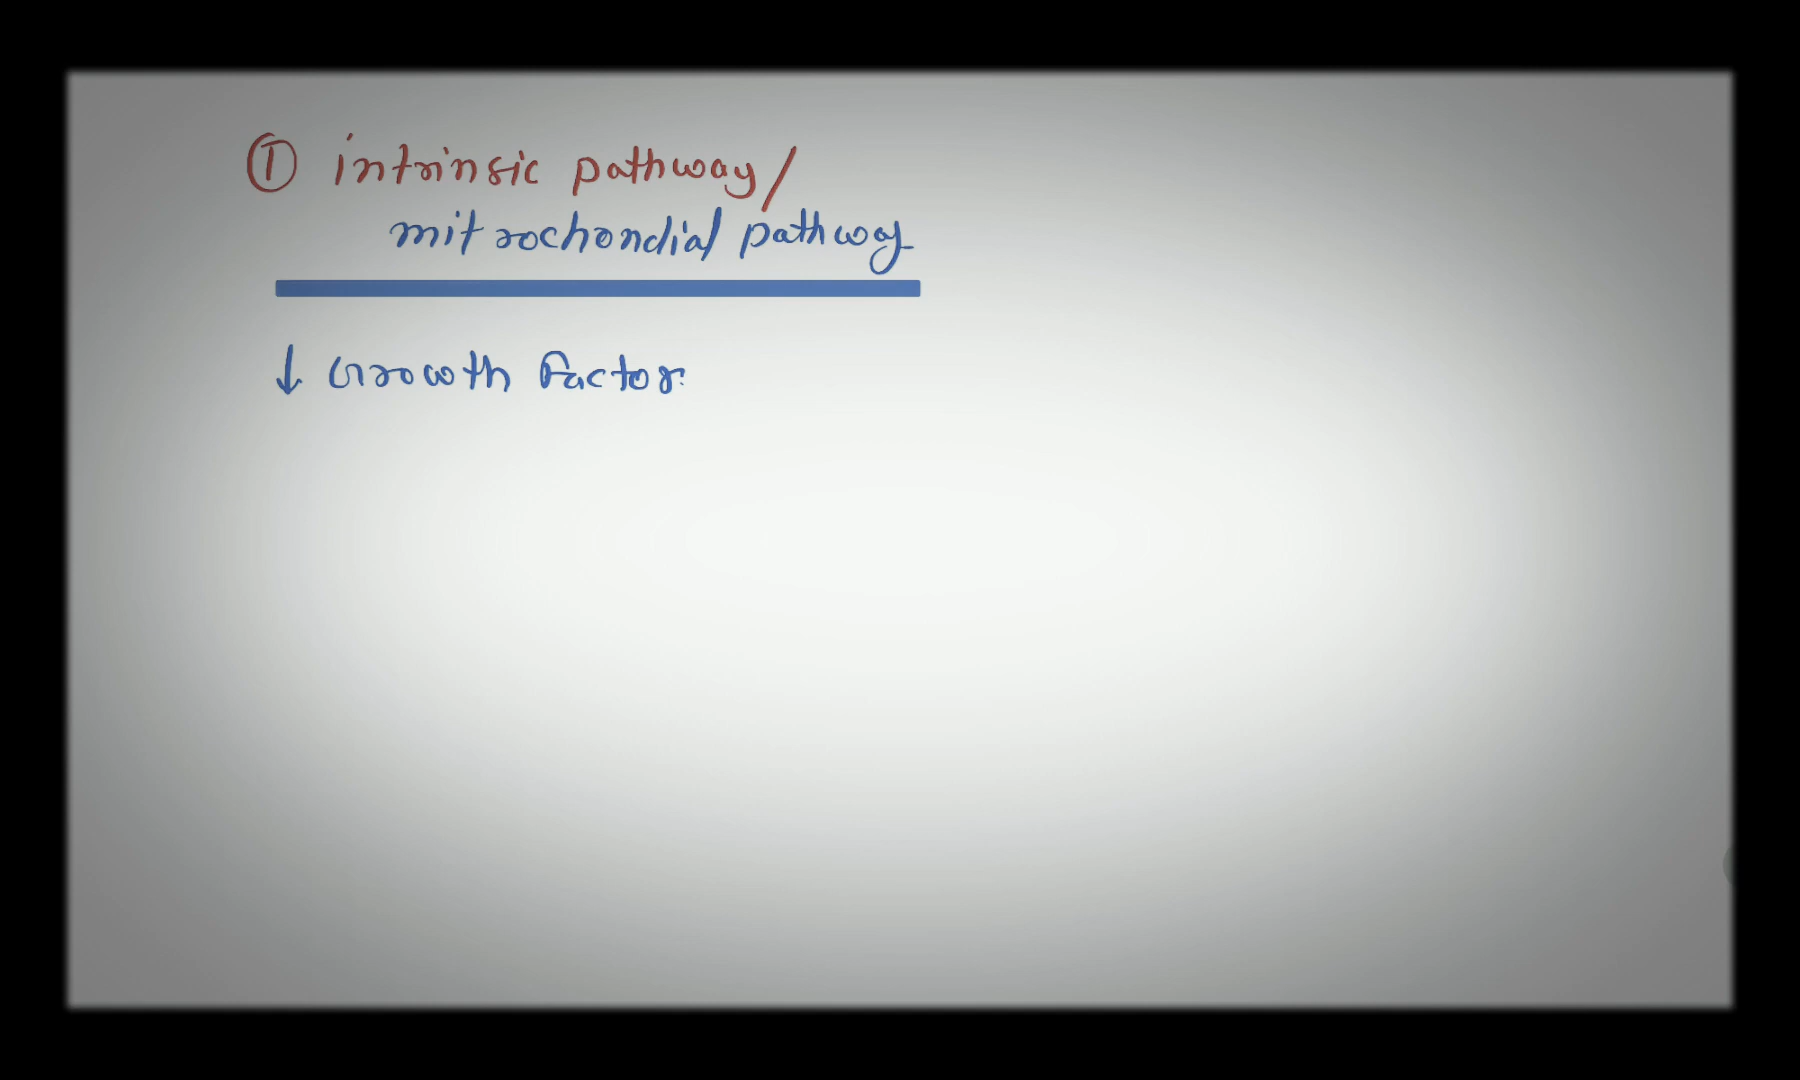 ① intrinsic pathway/
mitrochondial pathway
↓ Growth Factor